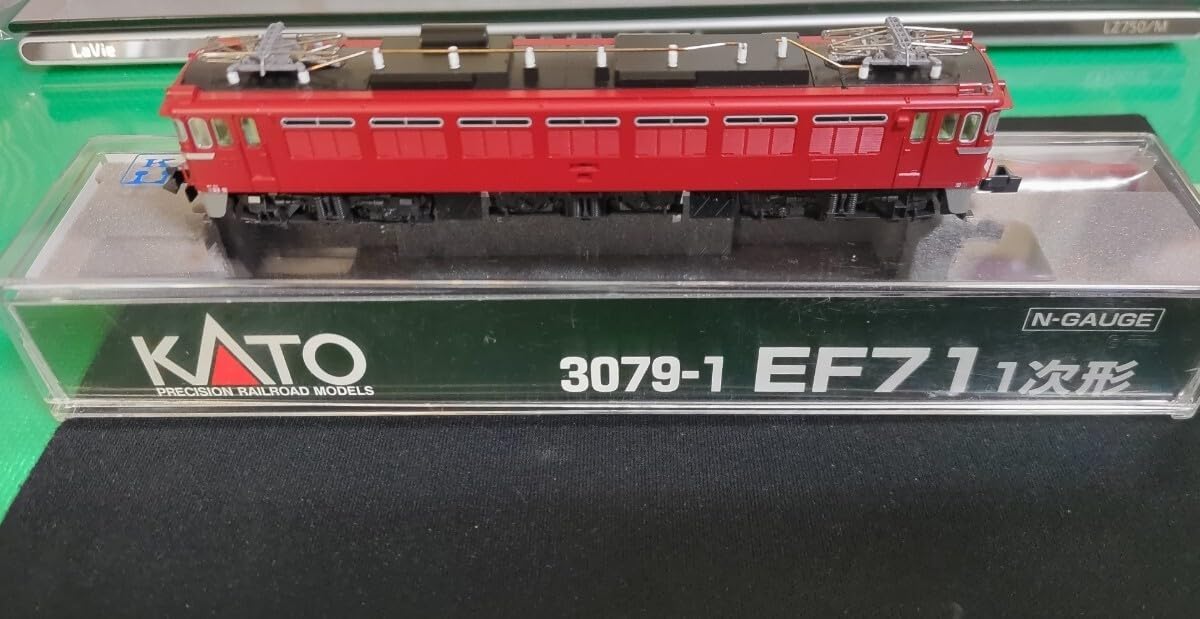 LaVie
LZ750/M
N-GAUGE
KATO
PRECISION RAILROAD MODELS
3079-1 EF71 1次形